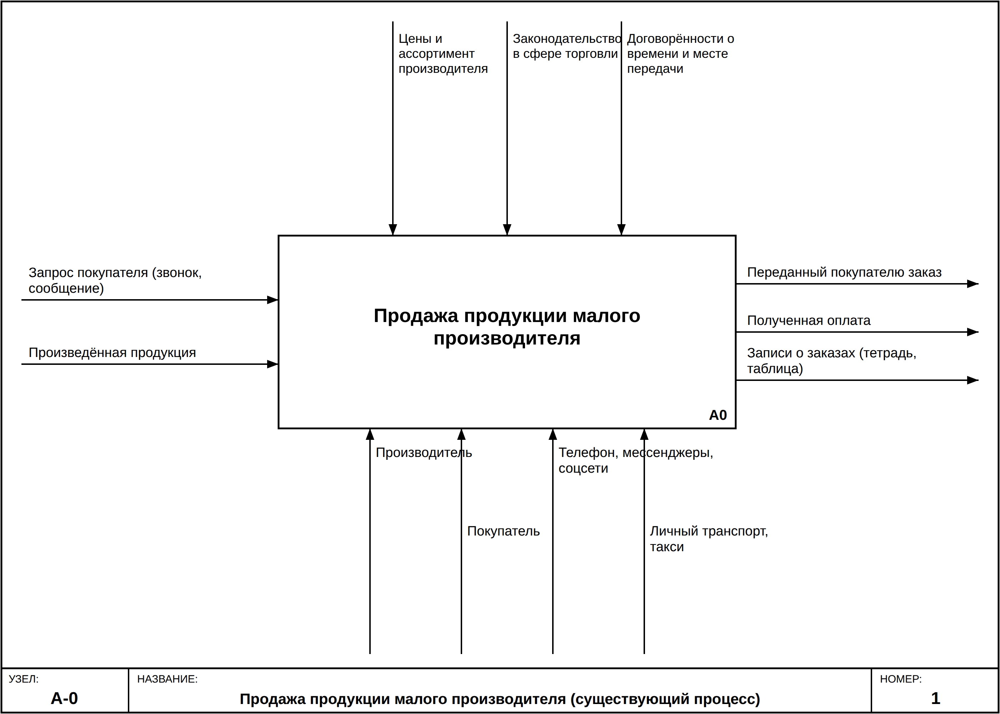 Цены и
ассортимент
производителя
Законодательство
в сфере торговли
Договорённости о
времени и месте
передачи
Запрос покупателя (звонок,
сообщение)
Произведённая продукция
Продажа продукции малого
производителя
A0
Переданный покупателю заказ
Полученная оплата
Записи о заказах (тетрадь,
таблица)
Производитель
Телефон, мессенджеры,
соцсети
Покупатель
Личный транспорт,
такси
УЗЕЛ:
A-0
НАЗВАНИЕ:
Продажа продукции малого производителя (существующий процесс)
НОМЕР:
1